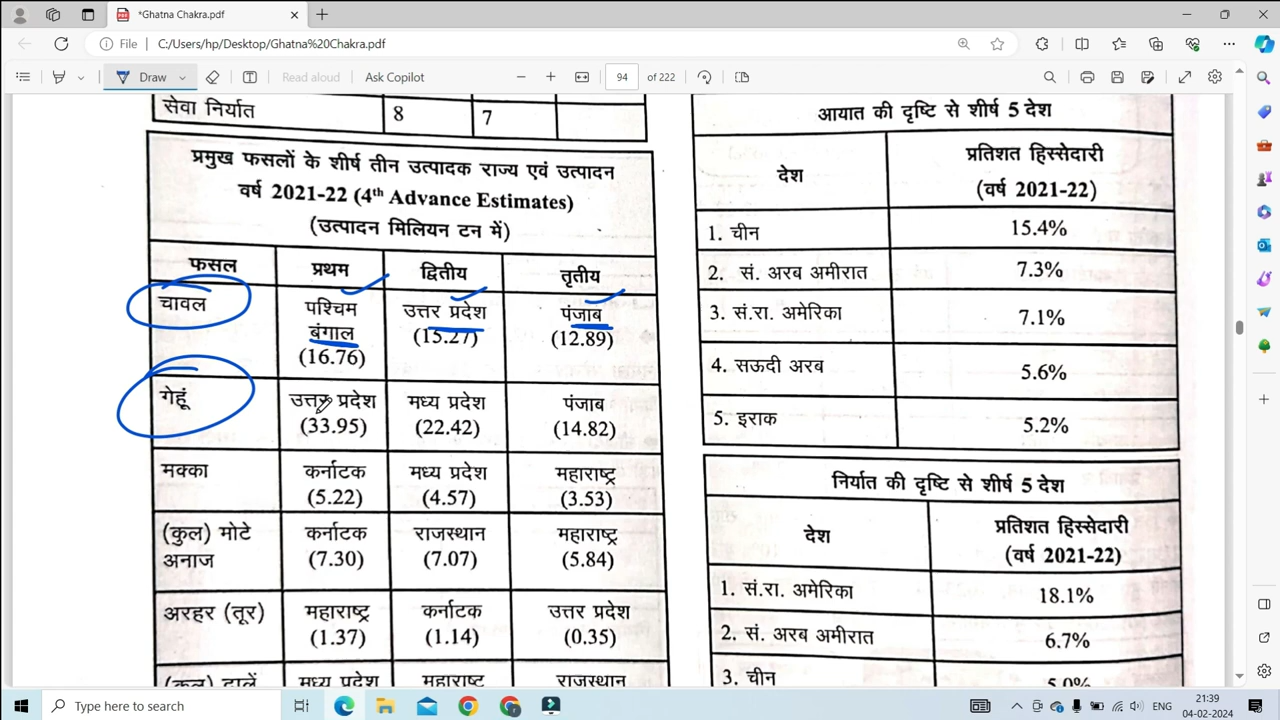 *Ghatna Chakra.pdf
File
C:/Users/hp/Desktop/Ghatna%20Chakra.pdf
Draw
Read aloud
Ask Copilot
94
of 222
सेवा निर्यात
8
7
प्रमुख फसलों के शीर्ष तीन उत्पादक राज्य एवं उत्पादन
वर्ष 2021-22 (4th Advance Estimates)
(उत्पादन मिलियन टन में)
फसल
प्रथम
द्वितीय
तृतीय
चावल
पश्चिम
बंगाल
(16.76)
उत्तर प्रदेश
(15.27)
पंजाब
(12.89)
गेहूं
उत्तर प्रदेश
(33.95)
मध्य प्रदेश
(22.42)
पंजाब
(14.82)
मक्का
कर्नाटक
(5.22)
मध्य प्रदेश
(4.57)
महाराष्ट्र
(3.53)
(कुल) मोटे
अनाज
कर्नाटक
(7.30)
राजस्थान
(7.07)
महाराष्ट्र
(5.84)
अरहर (तूर)
महाराष्ट्र
(1.37)
कर्नाटक
(1.14)
उत्तर प्रदेश
(0.35)
(कुल) दालें
मध्य प्रदेश
महाराष्ट्र
राजस्थान
आयात की दृष्टि से शीर्ष 5 देश
देश
प्रतिशत हिस्सेदारी
(वर्ष 2021-22)
1. चीन
15.4%
2. सं. अरब अमीरात
7.3%
3. सं.रा. अमेरिका
7.1%
4. सऊदी अरब
5.6%
5. इराक
5.2%
निर्यात की दृष्टि से शीर्ष 5 देश
देश
प्रतिशत हिस्सेदारी
(वर्ष 2021-22)
1. सं.रा. अमेरिका
18.1%
2. सं. अरब अमीरात
6.7%
3. चीन
5.0%
Type here to search
ENG
21:39
04-02-2024